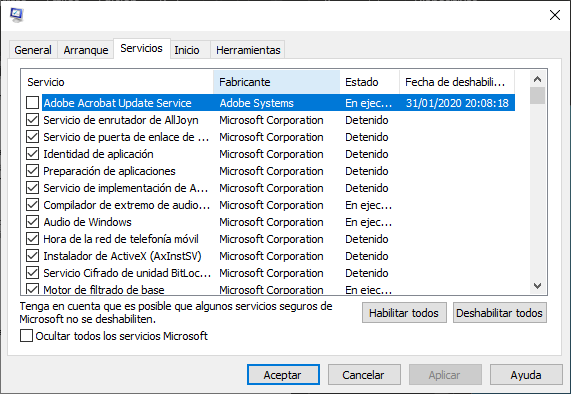 General Arranque Servicios Inicio Herramientas
Servicio Fabricante Estado Fecha de deshabili...
Adobe Acrobat Update Service Adobe Systems En ejec... 31/01/2020 20:08:18
Servicio de enrutador de AllJoyn Microsoft Corporation Detenido
Servicio de puerta de enlace de ... Microsoft Corporation Detenido
Identidad de aplicación Microsoft Corporation Detenido
Preparación de aplicaciones Microsoft Corporation Detenido
Servicio de implementación de A... Microsoft Corporation Detenido
Compilador de extremo de audio... Microsoft Corporation En ejec...
Audio de Windows Microsoft Corporation En ejec...
Hora de la red de telefonía móvil Microsoft Corporation Detenido
Instalador de ActiveX (AxInstSV) Microsoft Corporation Detenido
Servicio Cifrado de unidad BitLoc... Microsoft Corporation Detenido
Motor de filtrado de base Microsoft Corporation En ejec...
Tenga en cuenta que es posible que algunos servicios seguros de
Microsoft no se deshabiliten.
Habilitar todos Deshabilitar todos
Ocultar todos los servicios Microsoft
Aceptar Cancelar Aplicar Ayuda